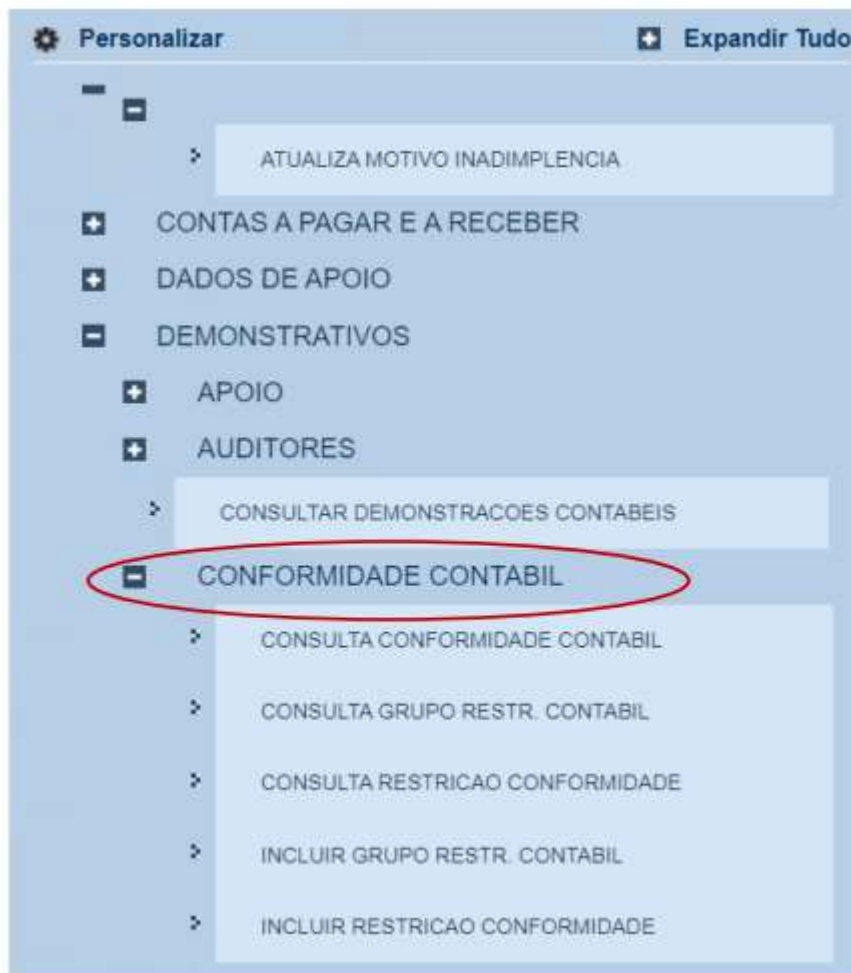 Personalizar Expandir Tudo
ATUALIZA MOTIVO INADIMPLENCIA
CONTAS A PAGAR E A RECEBER
DADOS DE APOIO
DEMONSTRATIVOS
APOIO
AUDITORES
CONSULTAR DEMONSTRACOES CONTABEIS
CONFORMIDADE CONTABIL
CONSULTA CONFORMIDADE CONTABIL
CONSULTA GRUPO RESTR. CONTABIL
CONSULTA RESTRICAO CONFORMIDADE
INCLUIR GRUPO RESTR. CONTABIL
INCLUIR RESTRICAO CONFORMIDADE